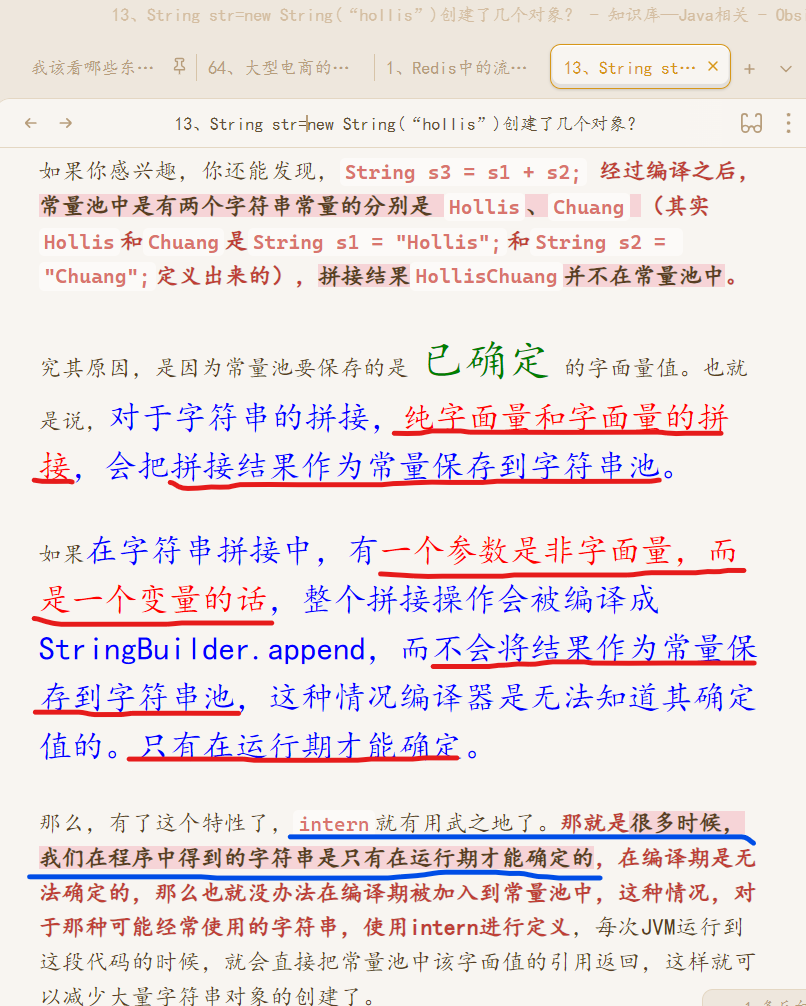 13、String str=new String(“hollis”)创建了几个对象？ - 知识库—Java相关 - Obs
我该看哪些东… 64、大型电商的… 1、Redis中的流… 13、String st…
13、String str=new String(“hollis”)创建了几个对象？
如果你感兴趣，你还能发现，String s3 = s1 + s2; 经过编译之后，
常量池中是有两个字符串常量的分别是 Hollis、Chuang （其实
Hollis和Chuang是String s1 = "Hollis";和String s2 =
"Chuang";定义出来的），拼接结果HollisChuang并不在常量池中。
究其原因，是因为常量池要保存的是 已确定 的字面量值。也就
是说，对于字符串的拼接，纯字面量和字面量的拼
接，会把拼接结果作为常量保存到字符串池。
如果在字符串拼接中，有一个参数是非字面量，而
是一个变量的话，整个拼接操作会被编译成
StringBuilder.append，而不会将结果作为常量保
存到字符串池，这种情况编译器是无法知道其确定
值的。只有在运行期才能确定。
那么，有了这个特性了，intern就有用武之地了。那就是很多时候，
我们在程序中得到的字符串是只有在运行期才能确定的，在编译期是无
法确定的，那么也就没办法在编译期被加入到常量池中，这种情况，对
于那种可能经常使用的字符串，使用intern进行定义，每次JVM运行到
这段代码的时候，就会直接把常量池中该字面值的引用返回，这样就可
以减少大量字符串对象的创建了。